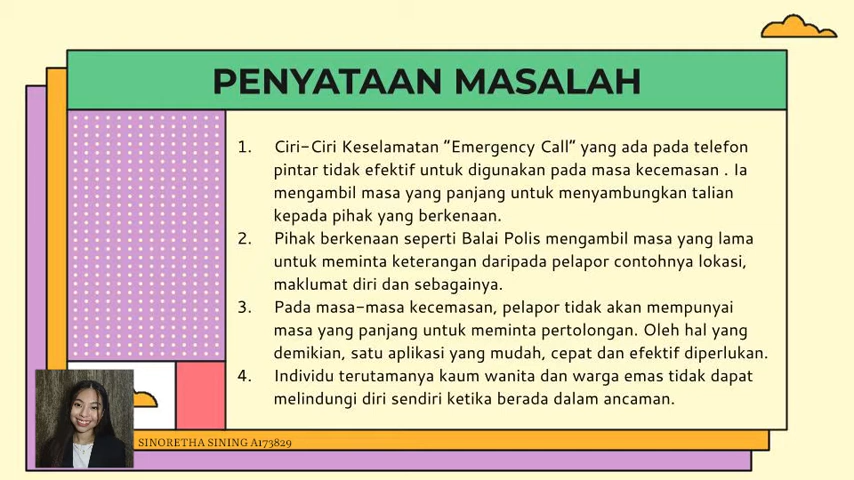 PENYATAAN MASALAH
1. Ciri-Ciri Keselamatan "Emergency Call" yang ada pada telefon
pintar tidak efektif untuk digunakan pada masa kecemasan . Ia
mengambil masa yang panjang untuk menyambungkan talian
kepada pihak yang berkenaan.
2. Pihak berkenaan seperti Balai Polis mengambil masa yang lama
untuk meminta keterangan daripada pelapor contohnya lokasi,
maklumat diri dan sebagainya.
3. Pada masa-masa kecemasan, pelapor tidak akan mempunyai
masa yang panjang untuk meminta pertolongan. Oleh hal yang
demikian, satu aplikasi yang mudah, cepat dan efektif diperlukan.
4. Individu terutamanya kaum wanita dan warga emas tidak dapat
melindungi diri sendiri ketika berada dalam ancaman.
SINORETHA SINING A173829